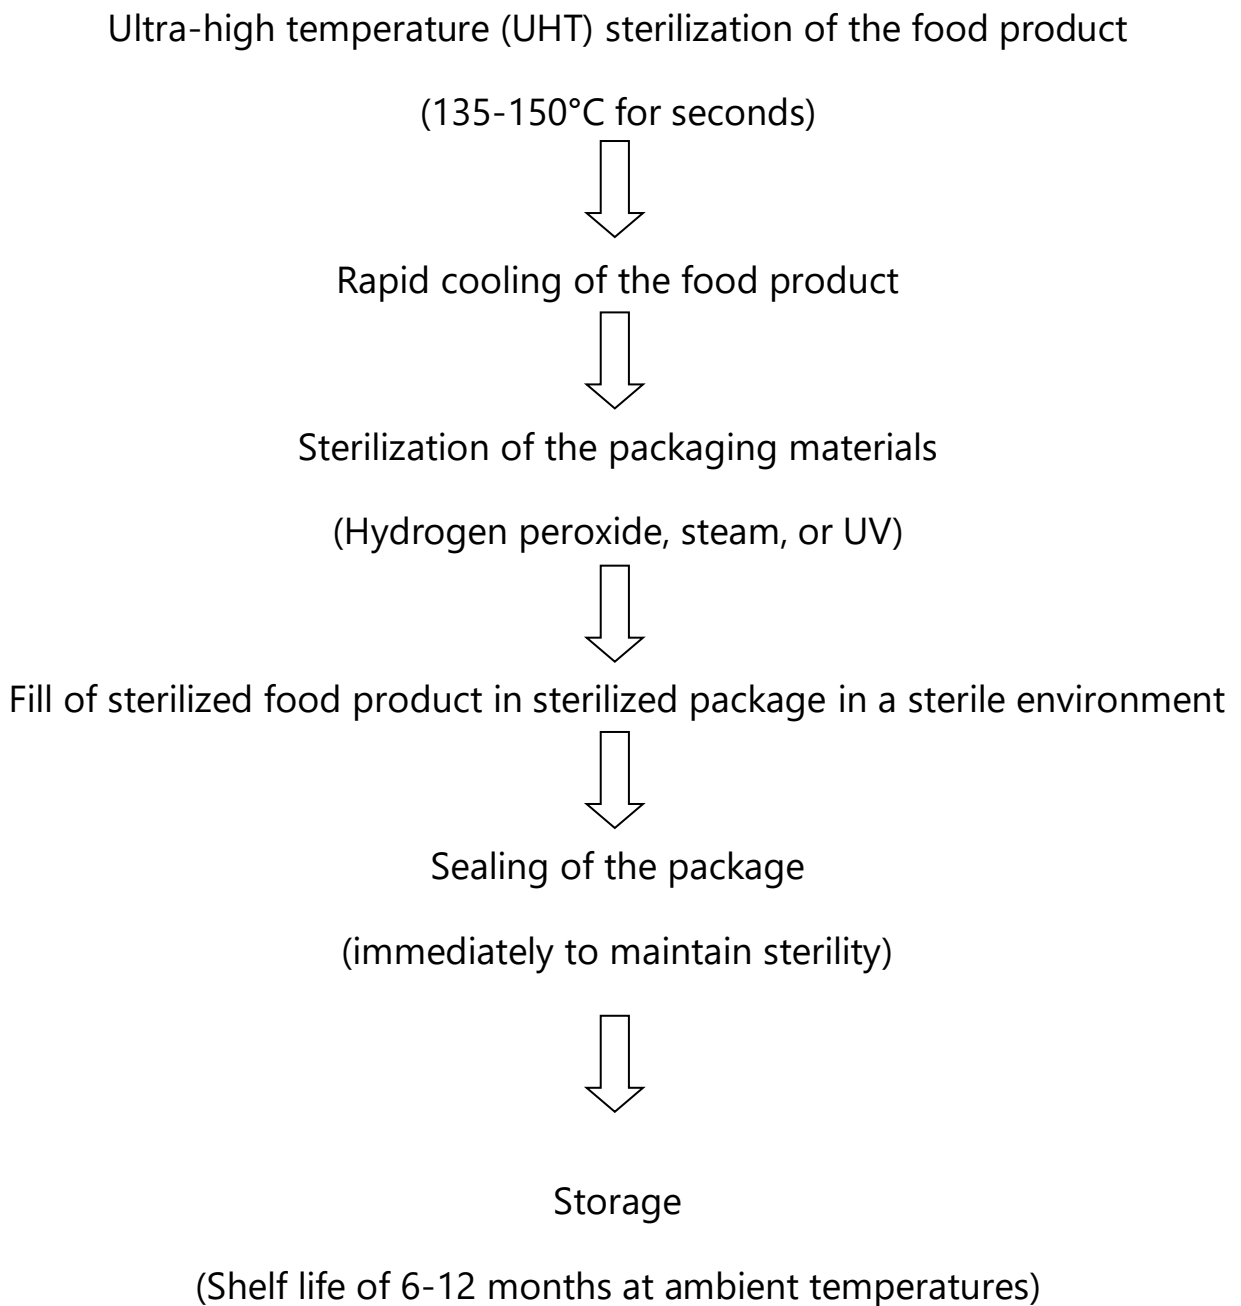 Ultra-high temperature (UHT) sterilization of the food product
(135-150°C for seconds)
Rapid cooling of the food product
Sterilization of the packaging materials
(Hydrogen peroxide, steam, or UV)
Fill of sterilized food product in sterilized package in a sterile environment
Sealing of the package
(immediately to maintain sterility)
Storage
(Shelf life of 6-12 months at ambient temperatures)